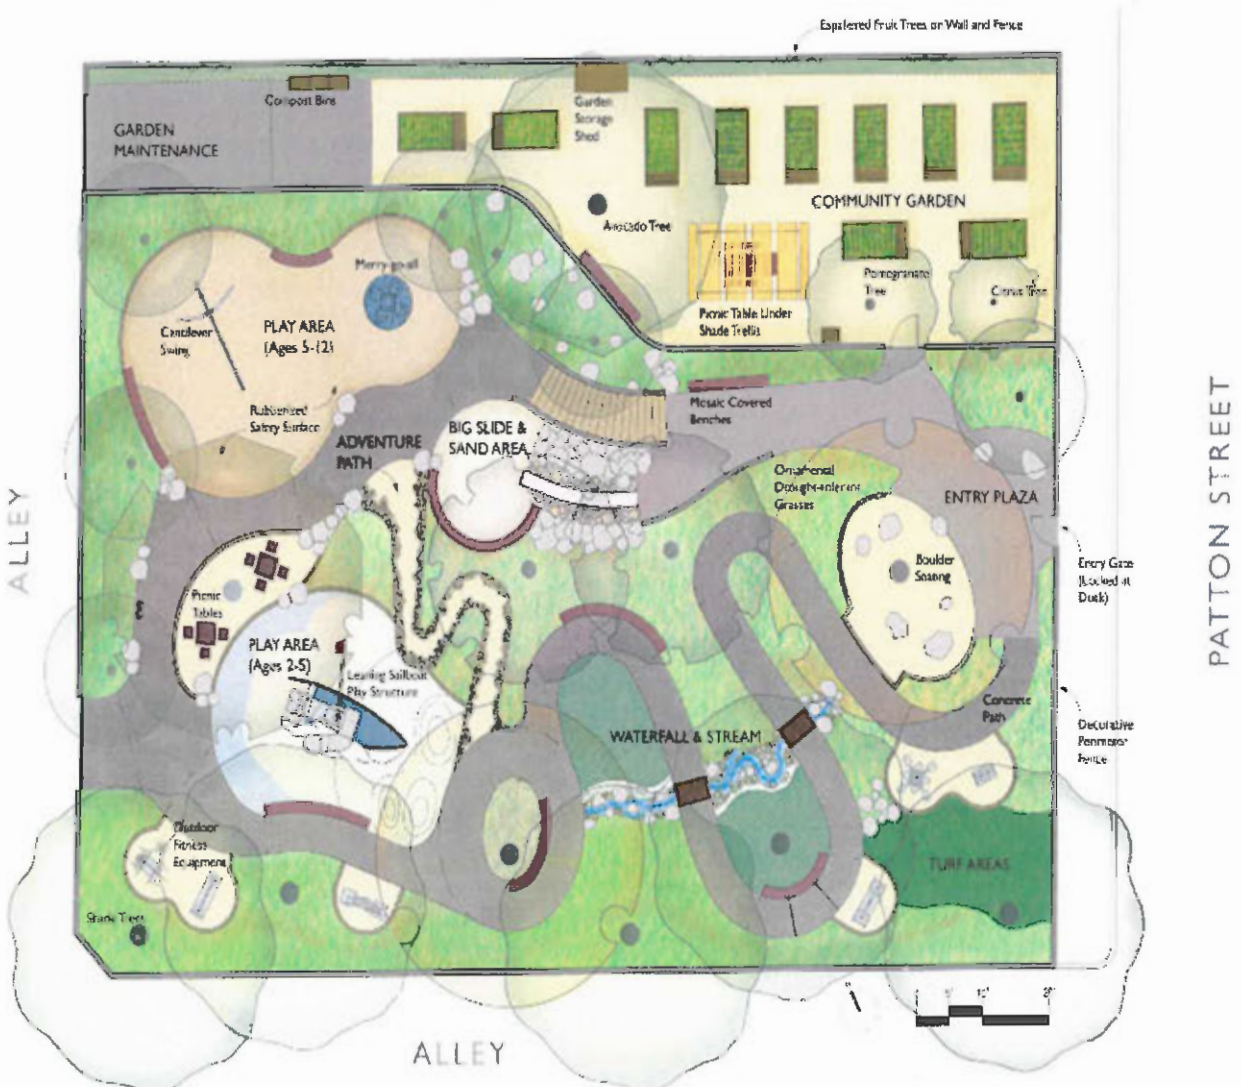 Espaliered Fruit Trees on Wall and Fence
Compost Bins
Garden
Storage
Shed
GARDEN
MAINTENANCE
COMMUNITY GARDEN
Avocado Tree
Pomegranate
Tree
Citrus Tree
Picnic Table Under
Shade Trellis
Merry-go-all
Cantilever
Swing
PLAY AREA
(Ages 5-12)
Rubberized
Safety Surface
ADVENTURE
PATH
BIG SLIDE &
SAND AREA
Mosaic Covered
Benches
Ornamental
Drought-tolerant
Grasses
ENTRY PLAZA
Boulder
Seating
Entry Gate
(Locked at
Dusk)
PATTON STREET
ALLEY
Picnic
Tables
PLAY AREA
(Ages 2-5)
Leaning Sailboat
Play Structure
WATERFALL & STREAM
Concrete
Path
Decorative
Perimeter
Fence
Outdoor
Fitness
Equipment
TURF AREAS
Shade Trees
ALLEY